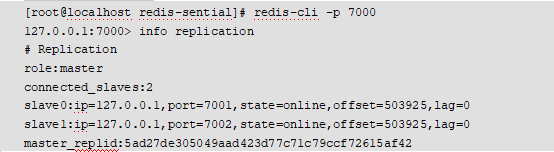 [root@localhost redis-sential]# redis-cli -p 7000
127.0.0.1:7000> info replication
# Replication
role:master
connected_slaves:2
slave0:ip=127.0.0.1,port=7001,state=online,offset=503925,lag=0
slave1:ip=127.0.0.1,port=7002,state=online,offset=503925,lag=0
master_replid:5ad27de305049aad423d77c71c79ccf72615af42